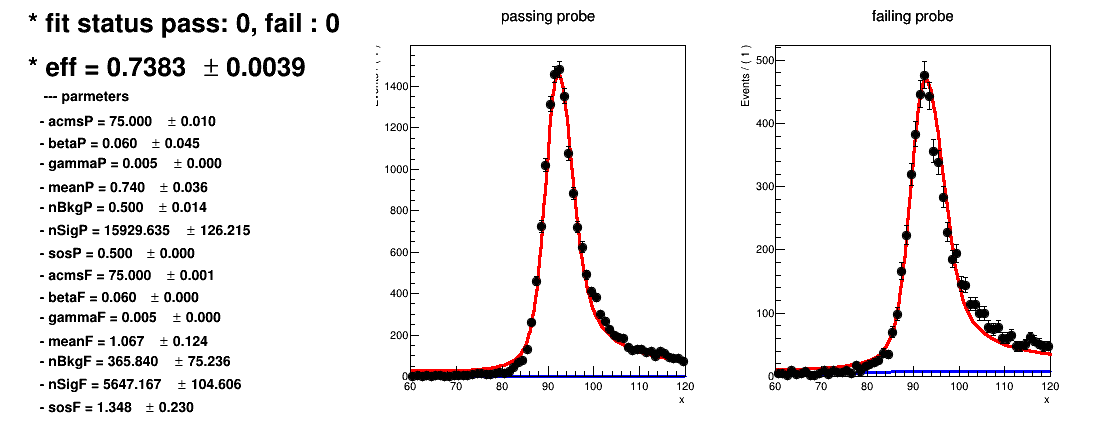 * fit status pass: 0, fail : 0
* eff = 0.7383 ± 0.0039
--- parmeters
- acmsP = 75.000 ± 0.010
- betaP = 0.060 ± 0.045
- gammaP = 0.005 ± 0.000
- meanP = 0.740 ± 0.036
- nBkgP = 0.500 ± 0.014
- nSigP = 15929.635 ± 126.215
- sosP = 0.500 ± 0.000
- acmsF = 75.000 ± 0.001
- betaF = 0.060 ± 0.000
- gammaF = 0.005 ± 0.000
- meanF = 1.067 ± 0.124
- nBkgF = 365.840 ± 75.236
- nSigF = 5647.167 ± 104.606
- sosF = 1.348 ± 0.230
passing probe
1400
1200
1000
800
600
400
200
0
60 70 80 90 100 110 120
x
failing probe
Events / ( 1 )
500
400
300
200
100
0
60 70 80 90 100 110 120
x